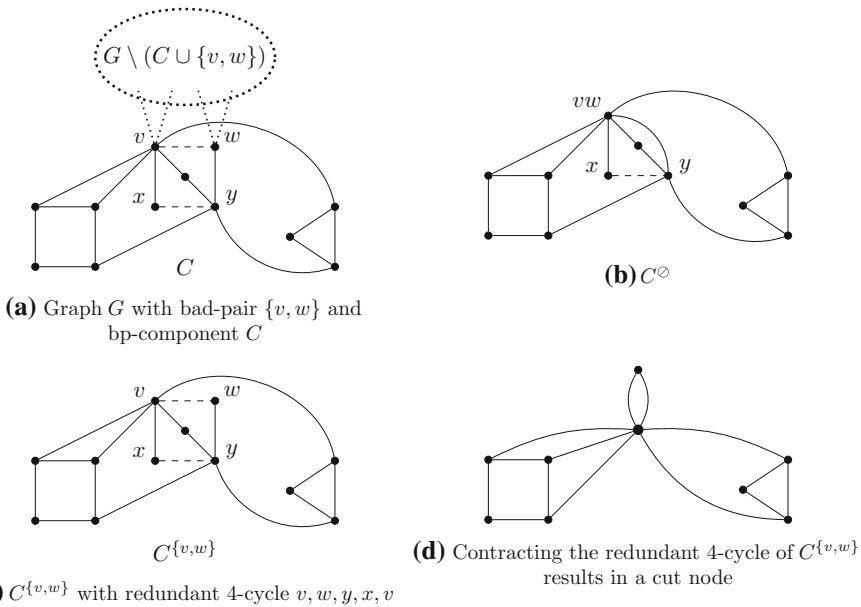 G \ (C ∪ {v, w})
v
w
x
y
C
(a) Graph G with bad-pair {v, w} and
bp-component C
vw
x
y
(b) C^⊘
v
w
x
y
C^{v,w}
) C^{v,w} with redundant 4-cycle v, w, y, x, v
(d) Contracting the redundant 4-cycle of C^{v,w}
results in a cut node